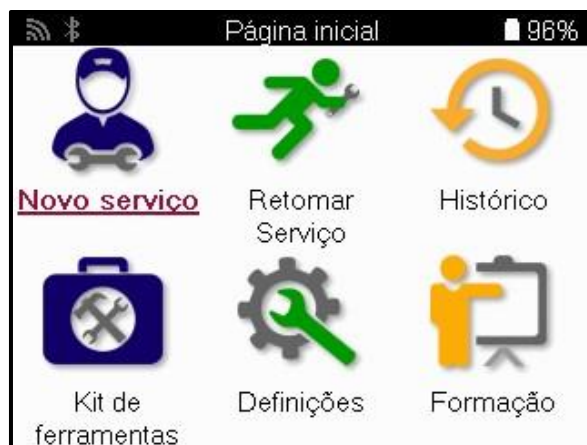 Página inicial 96%
Novo serviço
Retomar
Serviço
Histórico
Kit de
ferramentas
Definições
Formação